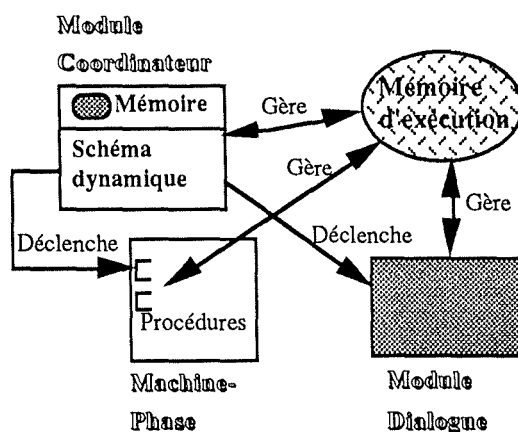 Module
Coordinateur
Mémoire
Schéma
dynamique
Gère
Mémoire
d'exécution
Gère
Gère
Déclenche
Déclenche
Procédures
Machine-
Phase
Module
Dialogue